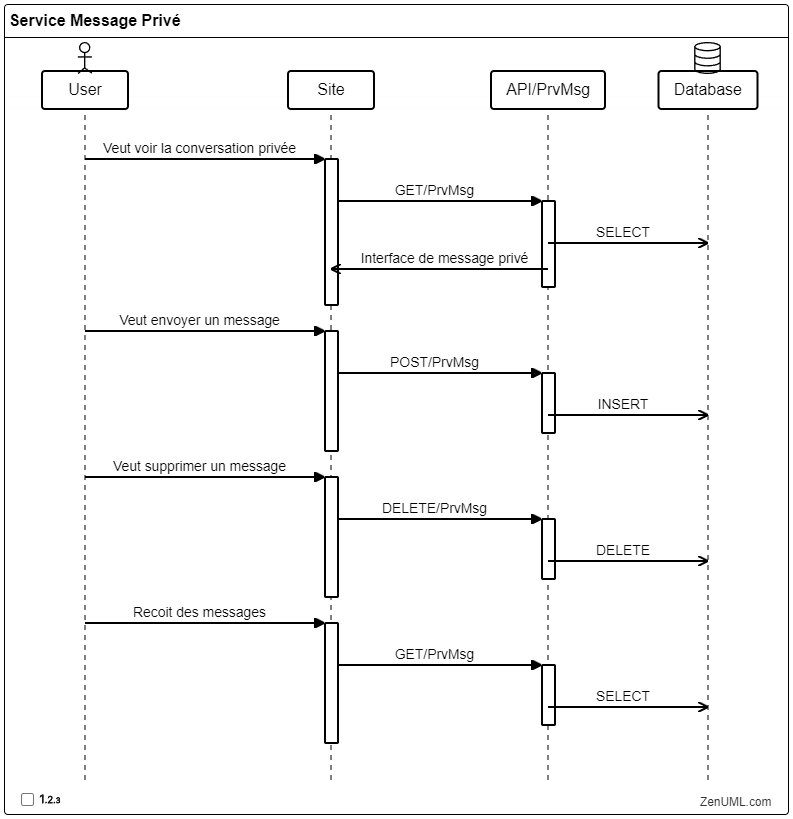 Service Message Privé
User
Site
API/PrvMsg
Database
Veut voir la conversation privée
GET/PrvMsg
SELECT
Interface de message privé
Veut envoyer un message
POST/PrvMsg
INSERT
Veut supprimer un message
DELETE/PrvMsg
DELETE
Recoit des messages
GET/PrvMsg
SELECT
1.2.3
ZenUML.com